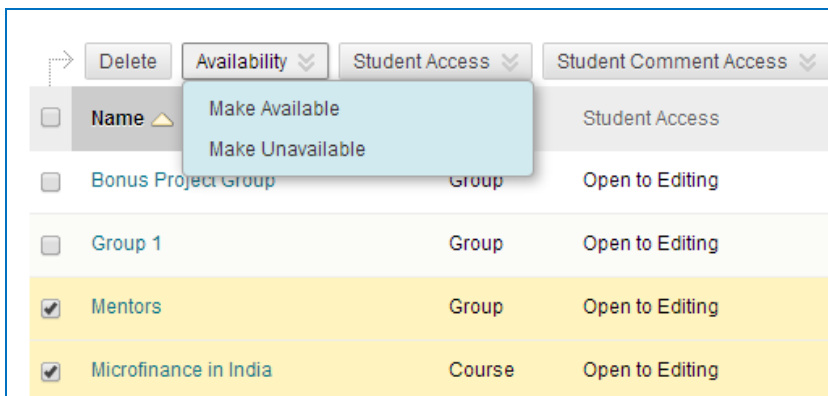 Delete Availability Student Access Student Comment Access
Name Student Access
Make Available
Make Unavailable
Bonus Project Group Group Open to Editing
Group 1 Group Open to Editing
Mentors Group Open to Editing
Microfinance in India Course Open to Editing